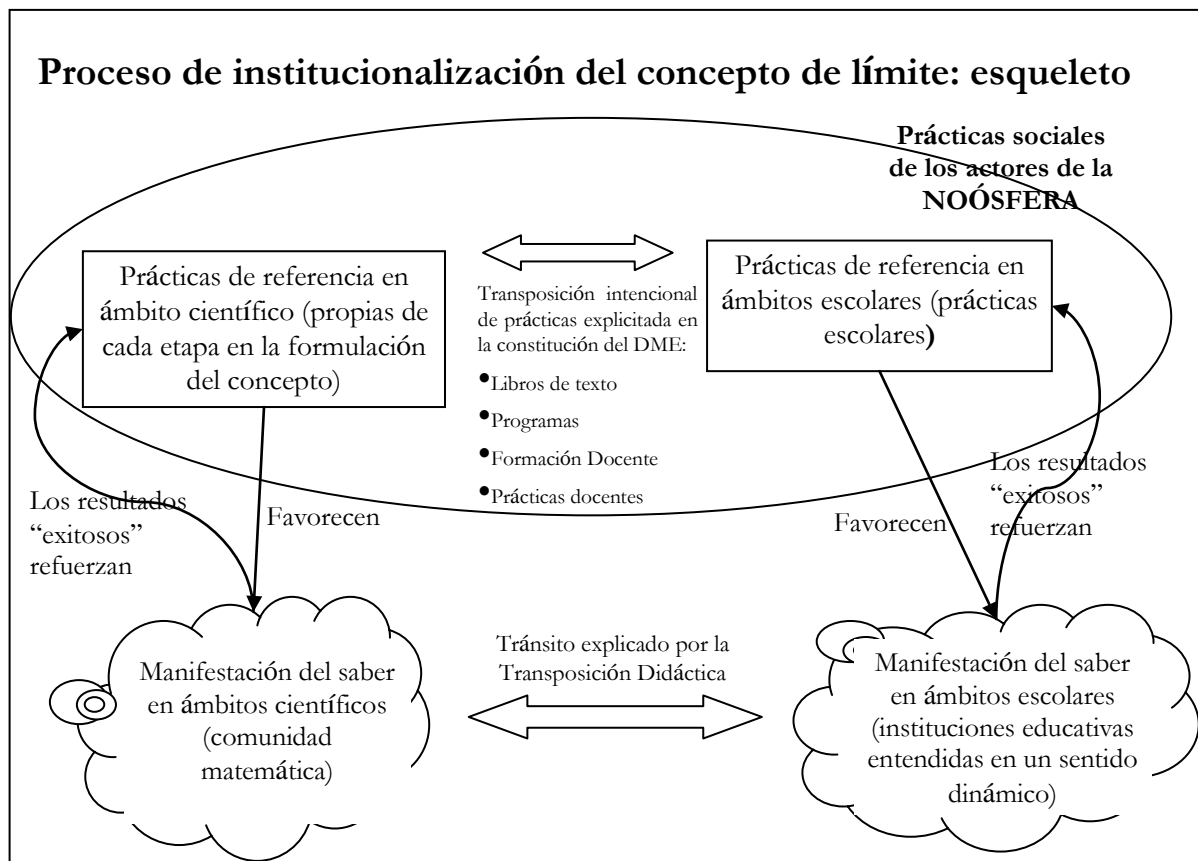 Proceso de institucionalización del concepto de límite: esqueleto
Prácticas sociales
de los actores de la
NOÓSFERA
Prácticas de referencia en
ámbito científico (propias de
cada etapa en la formulación
del concepto)
Transposición intencional
de prácticas explicitada en
la constitución del DME:
•Libros de texto
•Programas
•Formación Docente
•Prácticas docentes
Prácticas de referencia en
ámbitos escolares (prácticas
escolares)
Los resultados
“exitosos”
refuerzan
Favorecen
Favorecen
Los resultados
“exitosos”
refuerzan
Manifestación del saber
en ámbitos científicos
(comunidad
matemática)
Tránsito explicado por la
Transposición Didáctica
Manifestación del saber
en ámbitos escolares
(instituciones educativas
entendidas en un sentido
dinámico)